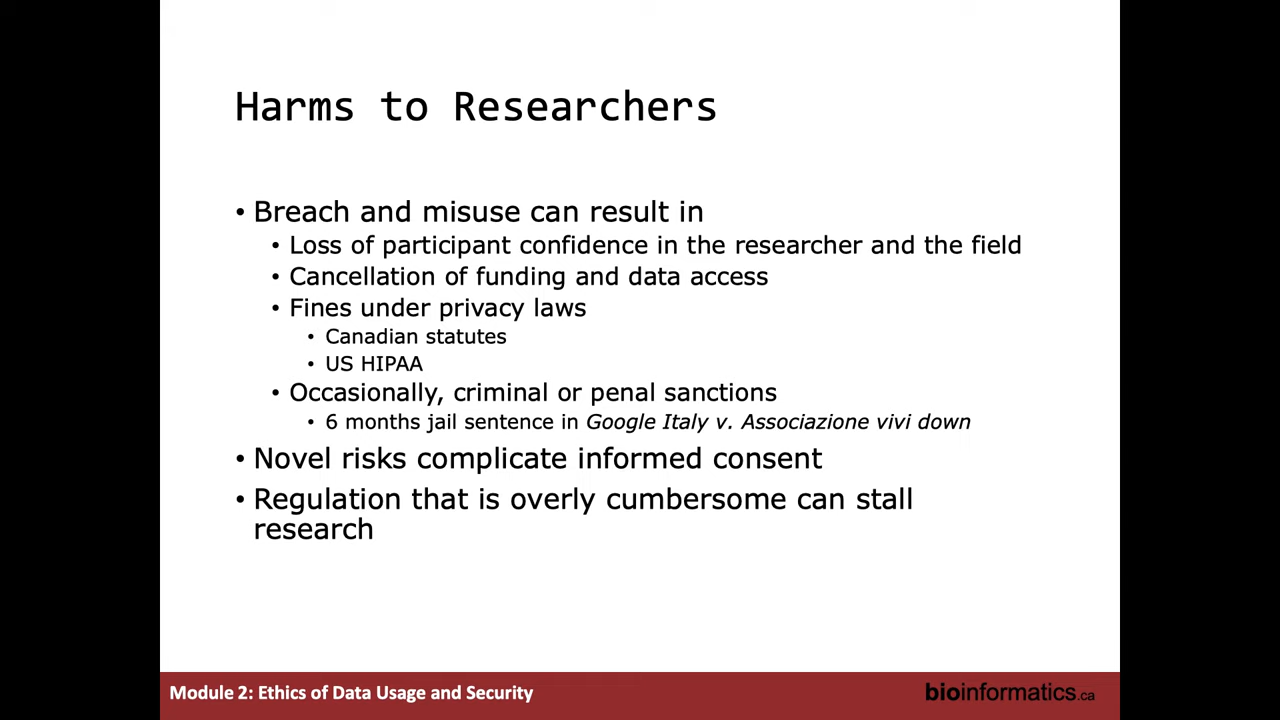 Harms to Researchers
• Breach and misuse can result in
• Loss of participant confidence in the researcher and the field
• Cancellation of funding and data access
• Fines under privacy laws
• Canadian statutes
• US HIPAA
• Occasionally, criminal or penal sanctions
• 6 months jail sentence in Google Italy v. Associazione vivi down
• Novel risks complicate informed consent
• Regulation that is overly cumbersome can stall
research
Module 2: Ethics of Data Usage and Security
bioinformatics.ca